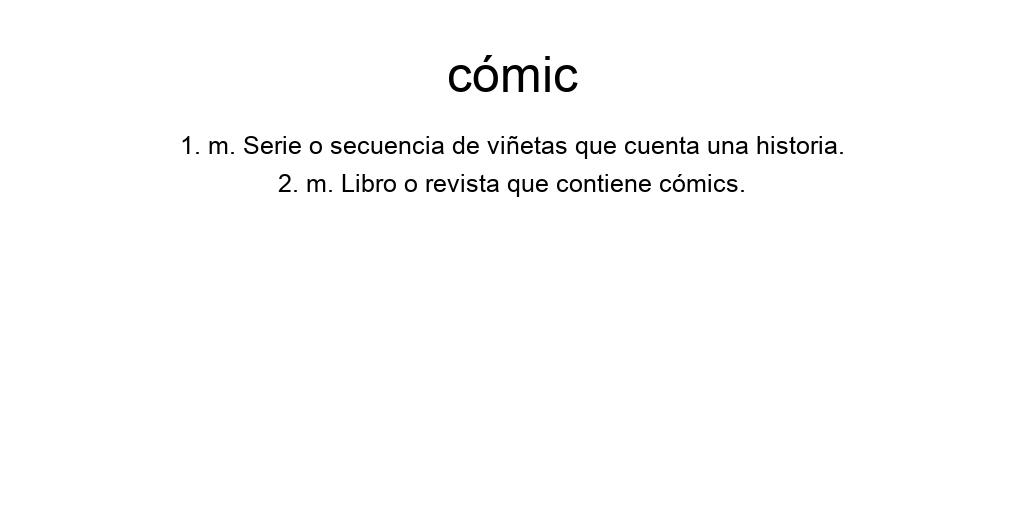 cómic
1. m. Serie o secuencia de viñetas que cuenta una historia.
2. m. Libro o revista que contiene cómics.